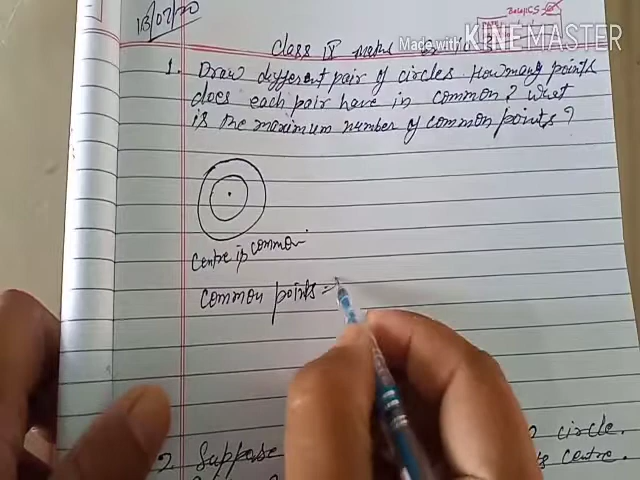 13/07/20
BalajiCS
Made with KINEMASTER
Class IX maths
1. Draw different pair of circles. How many points
does each pair have in common? What
is the maximum number of common points?
Centre is common.
Common points =
2. Suppose circle.
centre.